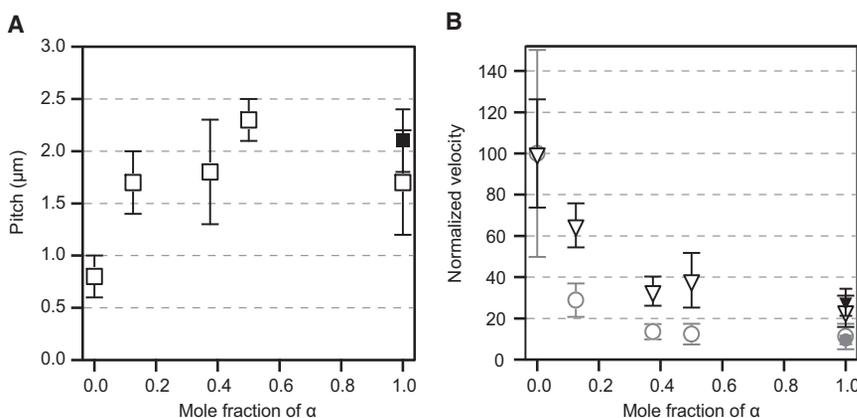 A
3.0
2.5
2.0
1.5
1.0
0.5
0.0
Pitch (μm)
0.0 0.2 0.4 0.6 0.8 1.0
Mole fraction of α
B
140
120
100
80
60
40
20
0
Normalized velocity
0.0 0.2 0.4 0.6 0.8 1.0
Mole fraction of α